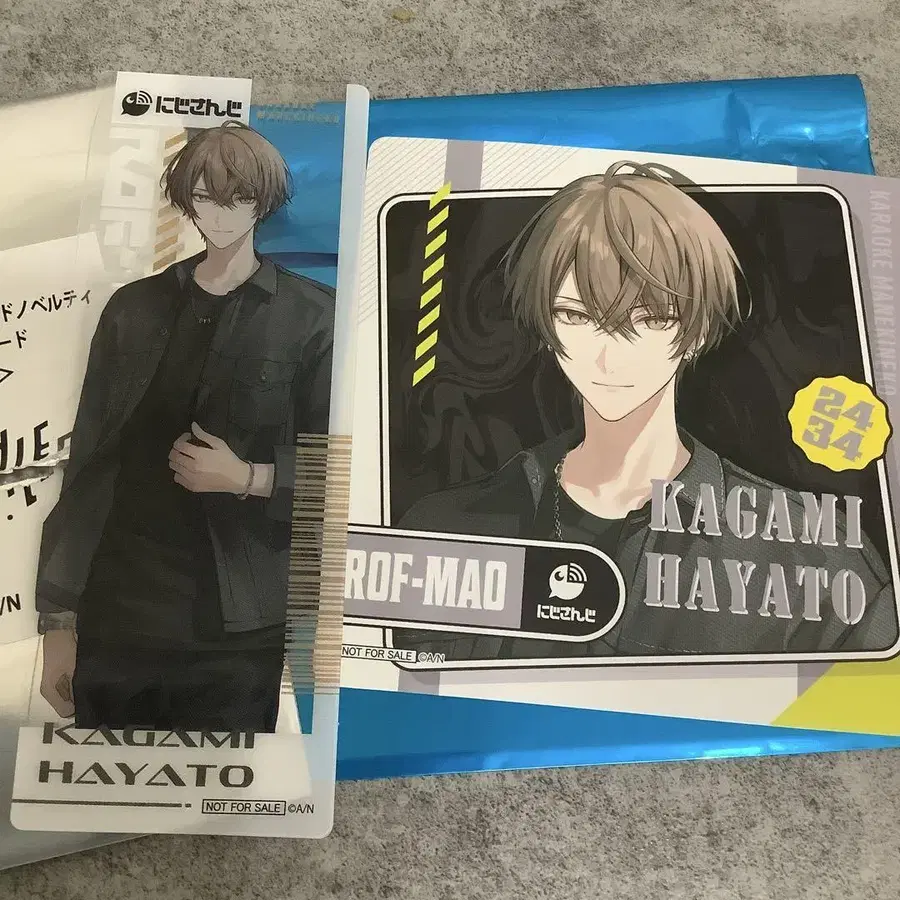 にじさんじ
ドノベルティ
ード
KAGAMI
HAYATO
NOT FOR SALE ©A/N
KARAOKE MANEKINEKO
24
34
KAGAMI
HAYATO
ROF-MAO
にじさんじ
NOT FOR SALE ©A/N
/N